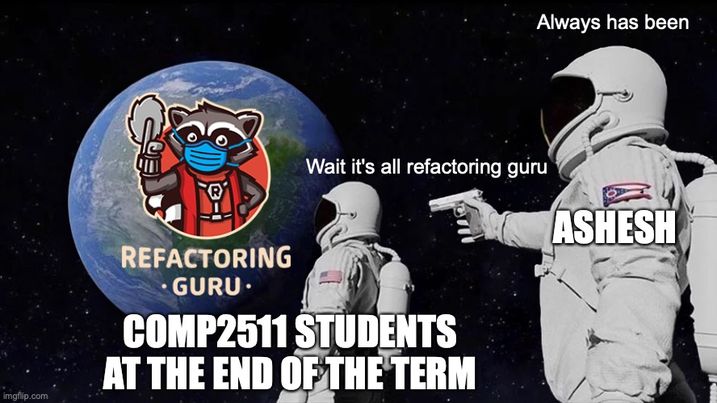 Always has been
Wait it's all refactoring guru
ASHESH
R
REFACTORING
·GURU·
COMP2511 STUDENTS
AT THE END OF THE TERM
imgflip.com